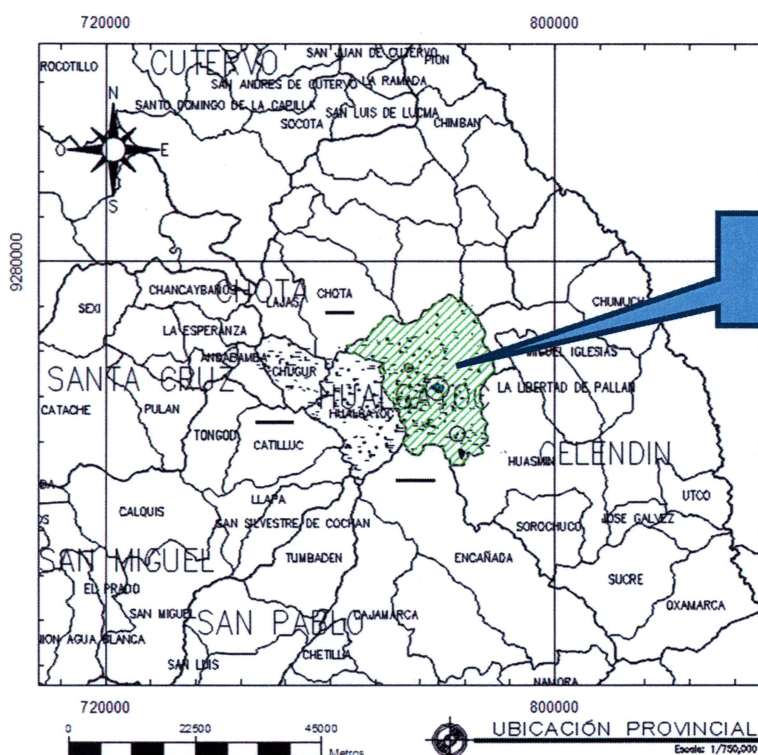 720000 800000
SAN JUAN DE CUTERVO
ROCOTILLO CUTERVO PION
SAN ANDRES DE CUTERVO LA RAMADA
SANTO DOMINGO DE LA CAPILLA SAN LUIS DE LUCMA
SOCOTA CHIMBAN
N
O E
S
9280000
CHANCAYBAÑOS CHOTA LAJAS CHOTA
SEXI CHUMUCH
LA ESPERANZA
ANDABAMBA MIGUEL IGLESIAS
CHUGUR
SANTA CRUZ LA LIBERTAD DE PALLAN
CATACHE PULAN HUALGAYOC
HUALGAYOC
TONGOD CATILLUC
HUASMIN CELENDIN
LLAPA UTCO
CALQUIS SAN SILVESTRE DE COCHAN SOROCHUCO JOSE GALVEZ
SAN MIGUEL TUMBADEN ENCAÑADA
EL PRADO SUCRE
SAN MIGUEL SAN PABLO CAJAMARCA OXAMARCA
NION AGUA BLANCA
SAN LUIS CHETILLA
NAMORA
720000 800000
0 22500 45000
Metros
UBICACIÓN PROVINCIAL
Escala: 1/750,000